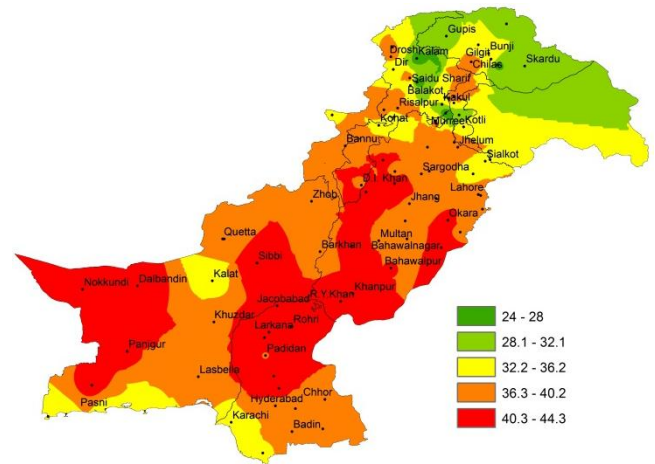 Gupis
Drosh
Kalam
Gilgit
Bunji
Dir
Chilas
Skardu
Saidu Sharif
Balakot
Kakul
Risalpur
Kohat
Murree
Kotli
Bannu
Jhelum
Sialkot
D.I. Khan
Sargodha
Zhob
Jhang
Lahore
Okara
Quetta
Barkhan
Multan
Bahawalnagar
Sibbi
Bahawalpur
Nokkundi
Dalbandin
Kalat
Khanpur
Jacobabad
R.Y.Khan
Khuzdar
Larkana
Rohri
Panjgur
Padidan
Lasbella
Pasni
Hyderabad
Chhor
Karachi
Badin
24 - 28
28.1 - 32.1
32.2 - 36.2
36.3 - 40.2
40.3 - 44.3